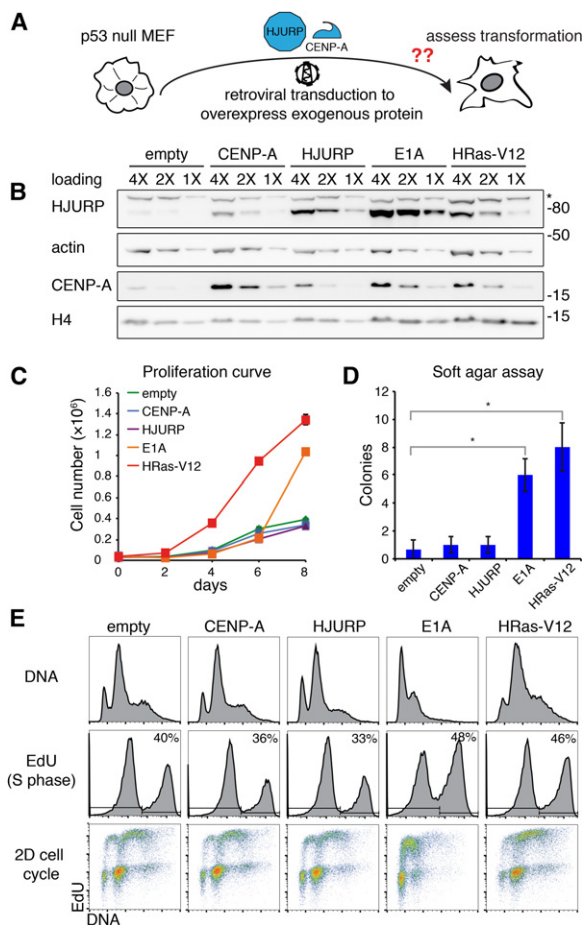 A
p53 null MEF
HJURP
CENP-A
??
assess transformation
retroviral transduction to
overexpress exogenous protein
B
empty CENP-A HJURP E1A HRas-V12
loading 4X 2X 1X 4X 2X 1X 4X 2X 1X 4X 2X 1X 4X 2X 1X
*
HJURP -80
-50
actin
CENP-A -15
-15
H4
C
Proliferation curve
Cell number (×10⁶)
1.6
1.4
1.2
1.0
0.8
0.6
0.4
0.2
0
empty
CENP-A
HJURP
E1A
HRas-V12
0 2 4 6 8
days
D
Soft agar assay
Colonies
12
10
8
6
4
2
0
*
*
empty
CENP-A
HJURP
E1A
HRas-V12
E
empty CENP-A HJURP E1A HRas-V12
DNA
EdU
(S phase)
40% 36% 33% 48% 46%
2D cell
cycle
EdU
DNA